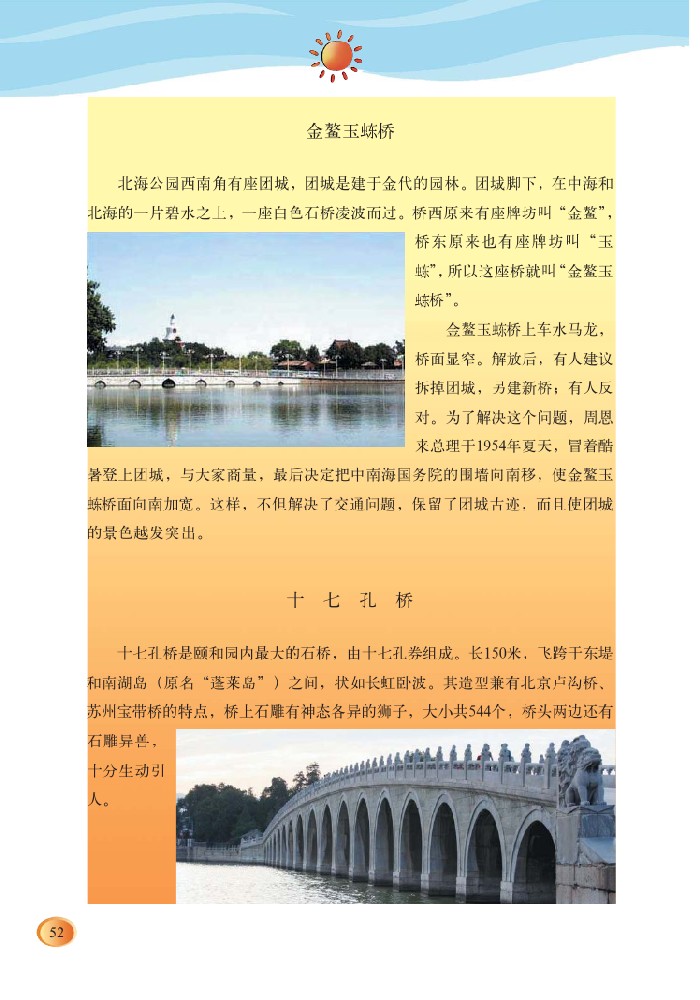 金鳌玉蝀桥
北海公园西南角有座团城，团城是建于金代的园林。团城脚下，在中海和
北海的一片碧水之上，一座白色石桥凌波而过。桥西原来有座牌坊叫“金鳌”，
桥东原来也有座牌坊叫“玉
蝀”，所以这座桥就叫“金鳌玉
蝀桥”。
金鳌玉蝀桥上车水马龙，
桥面显窄。解放后，有人建议
拆掉团城，另建新桥；有人反
对。为了解决这个问题，周恩
来总理于1954年夏天，冒着酷
暑登上团城，与大家商量，最后决定把中南海国务院的围墙向南移，使金鳌玉
蝀桥面向南加宽。这样，不但解决了交通问题，保留了团城古迹，而且使团城
的景色越发突出。
十七孔桥
十七孔桥是颐和园内最大的石桥，由十七孔券组成。长150米，飞跨于东堤
和南湖岛（原名“蓬莱岛”）之间，状如长虹卧波。其造型兼有北京卢沟桥、
苏州宝带桥的特点，桥上石雕有神态各异的狮子，大小共544个，桥头两边还有
石雕异兽，
十分生动引
人。
52